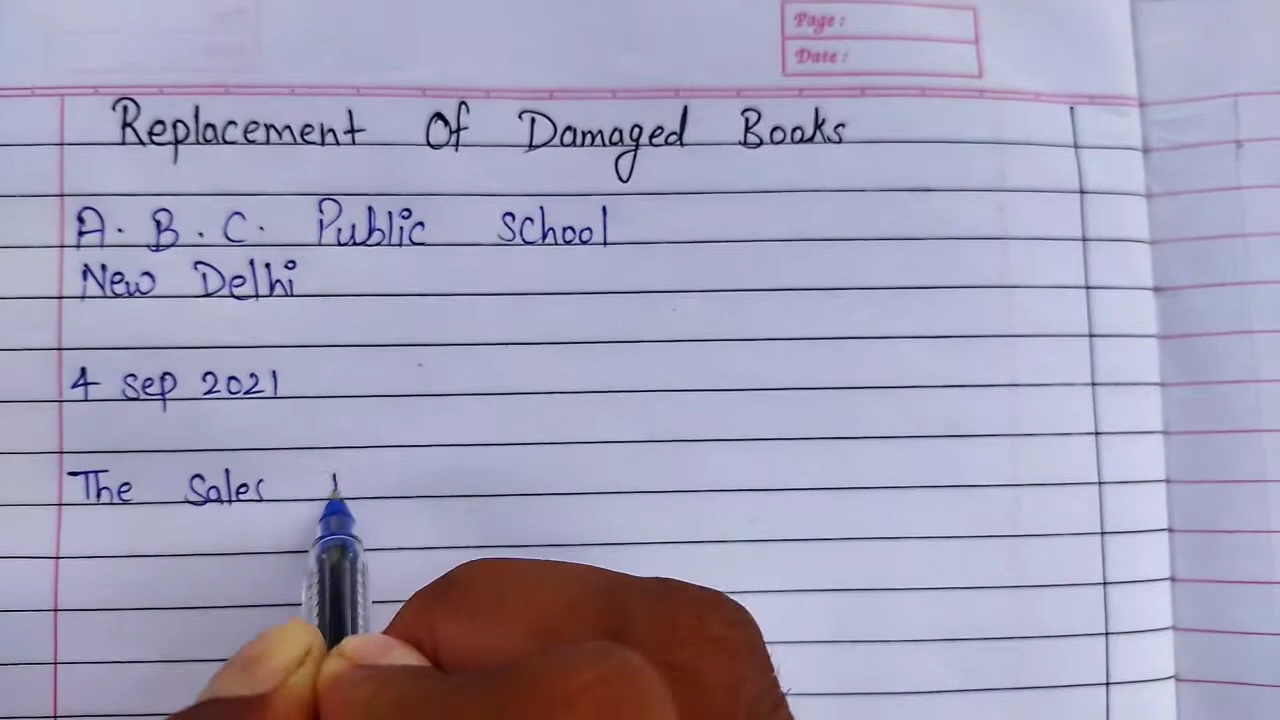 Page:
Date:
Replacement Of Damaged Books
A. B. C. Public School
New Delhi
4 Sep 2021
The Sales